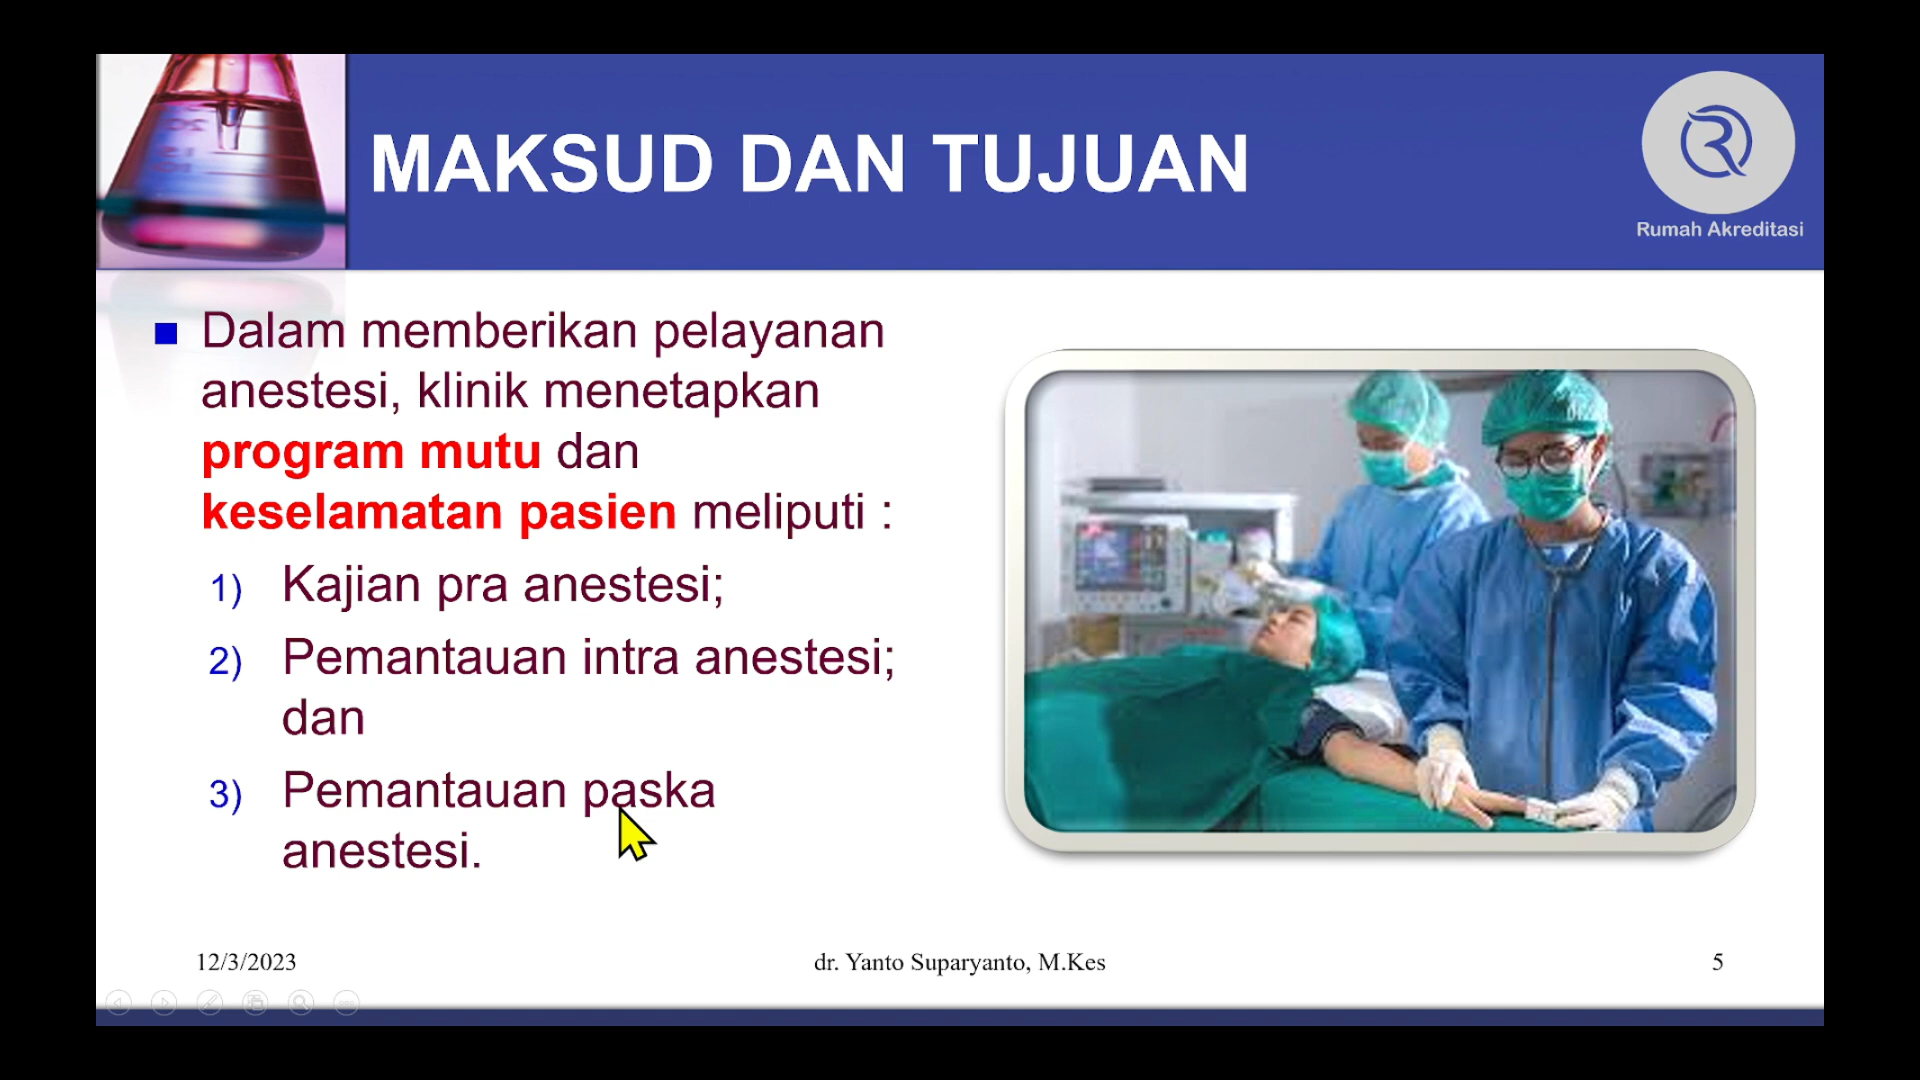 MAKSUD DAN TUJUAN
Rumah Akreditasi
Dalam memberikan pelayanan
anestesi, klinik menetapkan
program mutu dan
keselamatan pasien meliputi :
1) Kajian pra anestesi;
2) Pemantauan intra anestesi;
dan
3) Pemantauan paska
anestesi.
12/3/2023
dr. Yanto Suparyanto, M.Kes
5